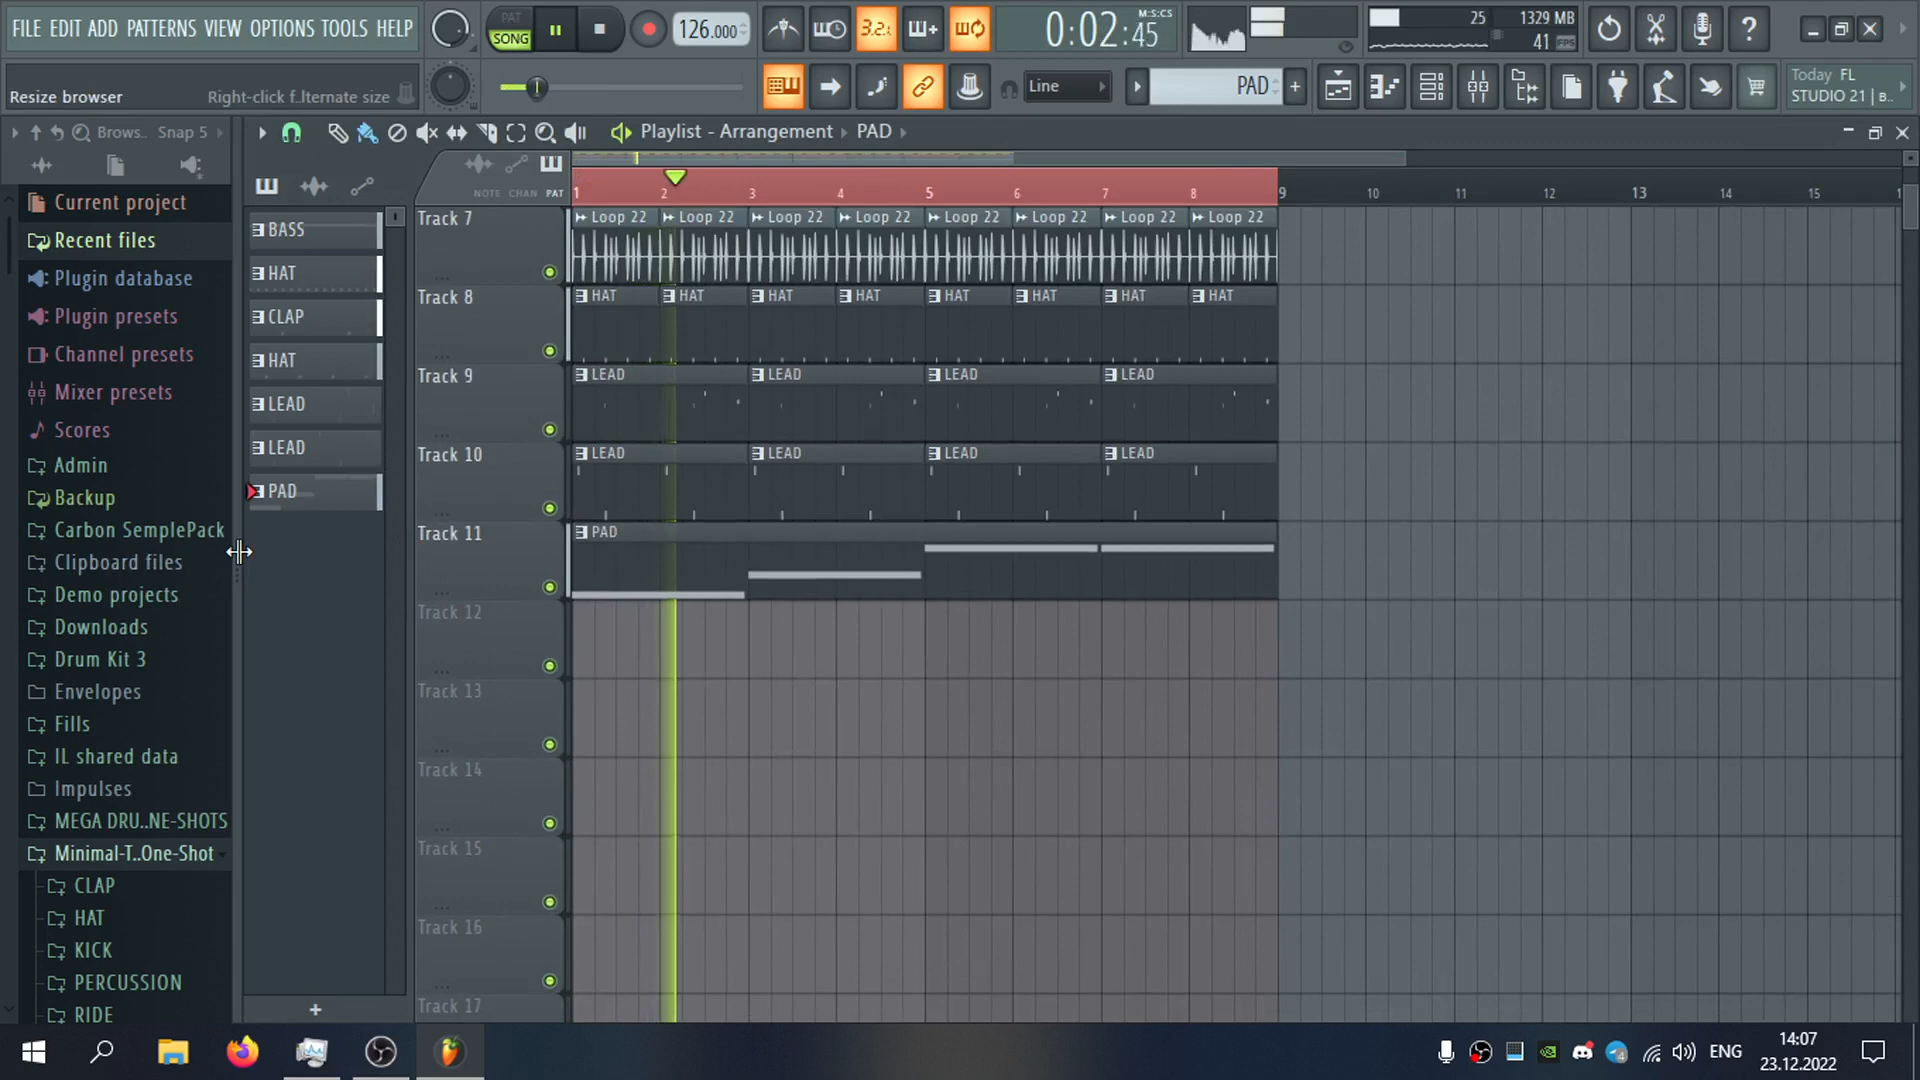 FILE EDIT ADD PATTERNS VIEW OPTIONS TOOLS HELP
PAT
SONG
126.000
3.2.
0:02:45
M:S:CS
25
1329 MB
41
Resize browser
Right-click f..lternate size
Line
PAD
Today FL
STUDIO 21 | B..
Brows.. Snap 5
Playlist - Arrangement PAD
NOTE CHAN PAT
1 2 3 4 5 6 7 8 9 10 11 12 13 14 15
Current project
Recent files
Plugin database
Plugin presets
Channel presets
Mixer presets
Scores
Admin
Backup
Carbon SemplePack
Clipboard files
Demo projects
Downloads
Drum Kit 3
Envelopes
Fills
IL shared data
Impulses
MEGA DRU..NE-SHOTS
Minimal-T..One-Shot
CLAP
HAT
KICK
PERCUSSION
RIDE
BASS
HAT
CLAP
HAT
LEAD
LEAD
PAD
Track 7
Loop 22 Loop 22 Loop 22 Loop 22 Loop 22 Loop 22 Loop 22 Loop 22
Track 8
HAT HAT HAT HAT HAT HAT HAT HAT
Track 9
LEAD LEAD LEAD LEAD
Track 10
LEAD LEAD LEAD LEAD
Track 11
PAD
Track 12
Track 13
Track 14
Track 15
Track 16
Track 17
ENG
14:07
23.12.2022